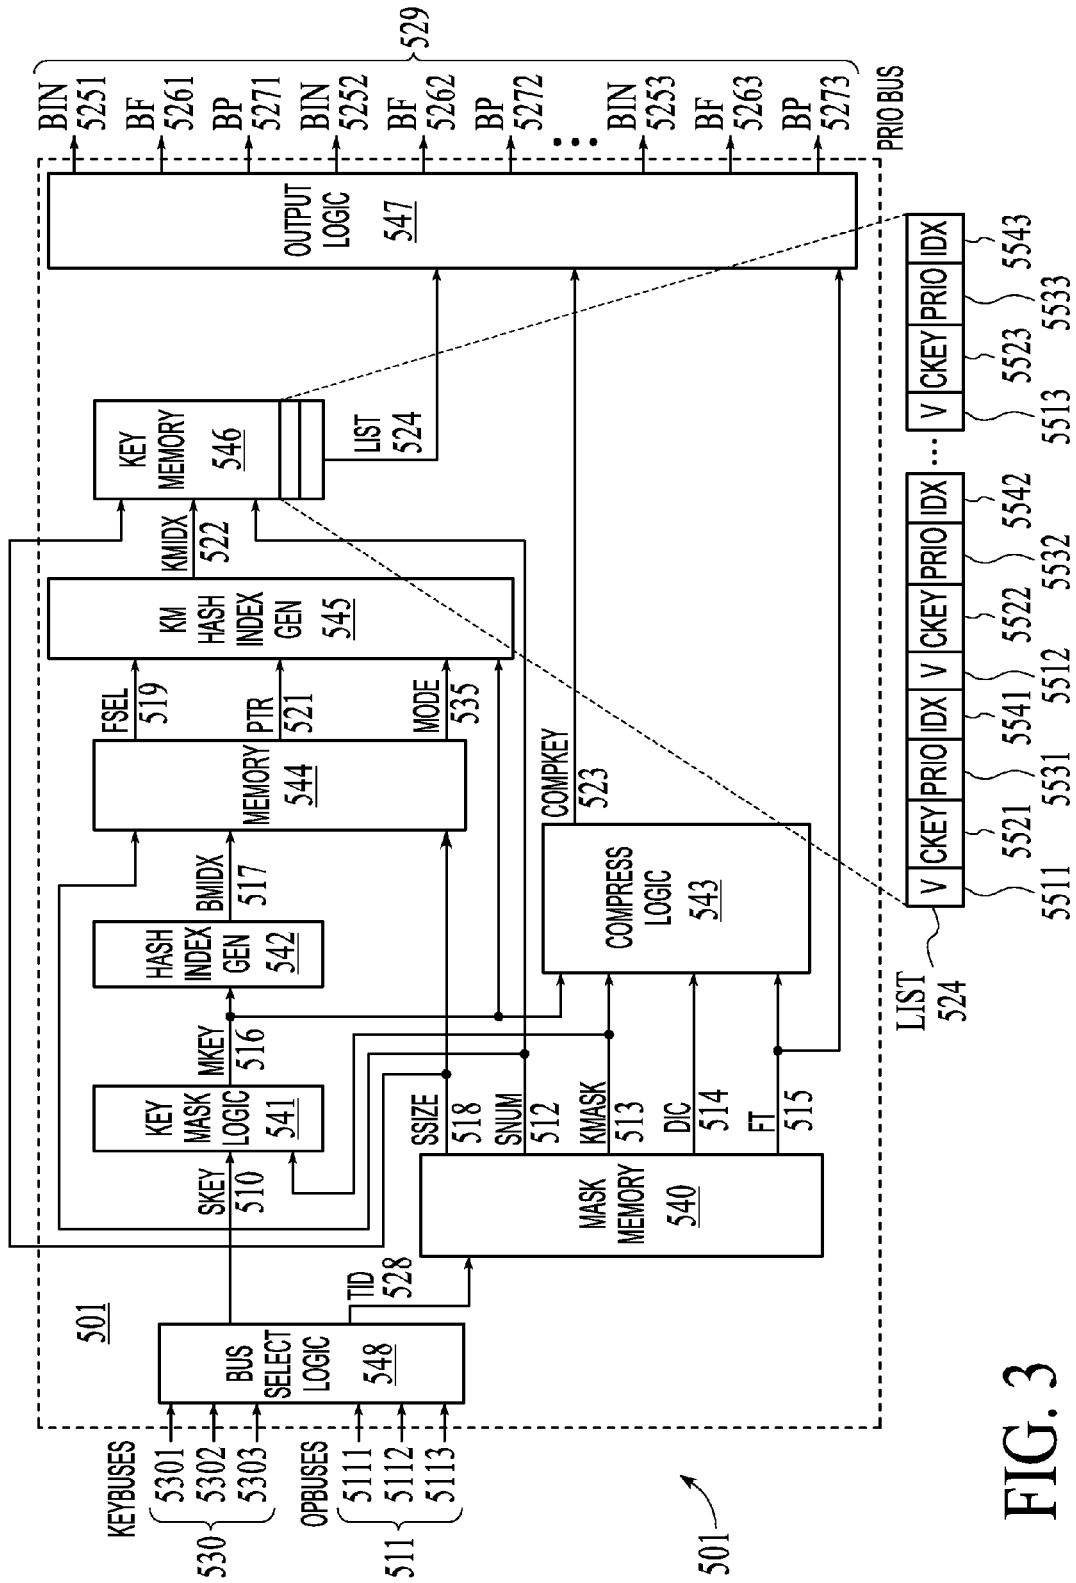 KEYBUSES
5301
5302
5303
530
OPBUSES
5111
5112
5113
511
501
501
BUS
SELECT
LOGIC
548
SKEY
510
TID
528
KEY
MASK
LOGIC
541
MASK
MEMORY
540
MKEY
516
SSIZE
518
SNUM
512
KMASK
513
DIC
514
FT
515
HASH
INDEX
GEN
542
BMIDX
517
COMPRESS
LOGIC
543
COMPKEY
523
MEMORY
544
FSEL
519
PTR
521
MODE
535
KM
HASH
INDEX
GEN
545
KMIDX
522
KEY
MEMORY
546
LIST
524
OUTPUT
LOGIC
547
BIN
5251
BF
5261
BP
5271
BIN
5252
BF
5262
BP
5272
•••
BIN
5253
BF
5263
BP
5273
529
PRIO BUS
LIST
524
V CKEY PRIO IDX V CKEY PRIO IDX ••• V CKEY PRIO IDX
5511 5521 5531 5541 5512 5522 5532 5542 5513 5523 5533 5543
FIG. 3